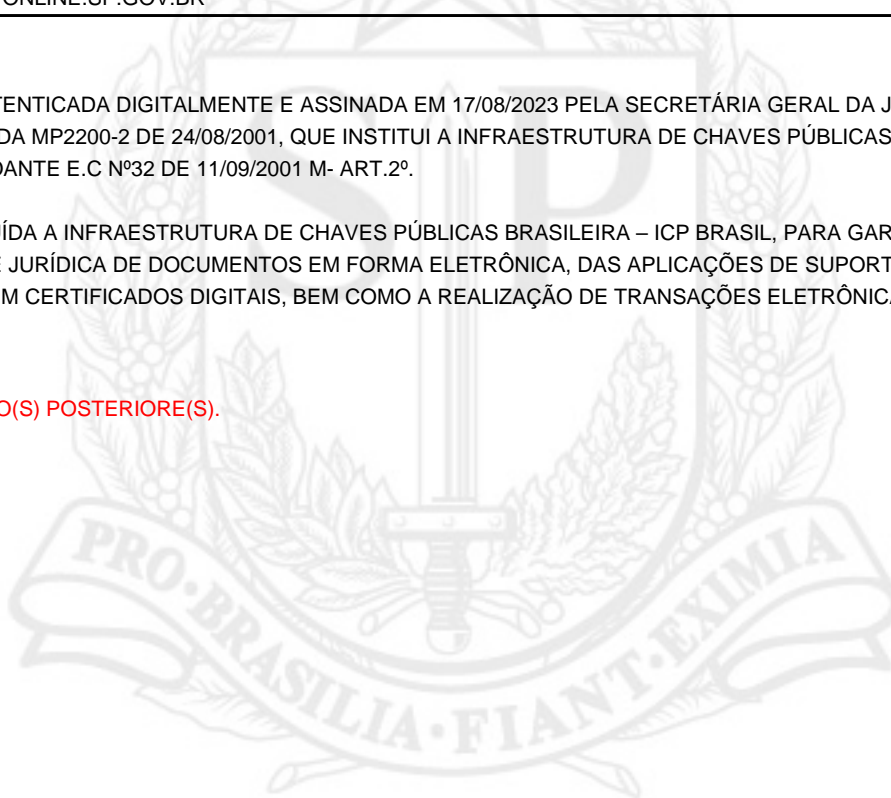 ONLINE.SP.GOV.BR
TENTICADA DIGITALMENTE E ASSINADA EM 17/08/2023 PELA SECRETÁRIA GERAL DA J
DA MP2200-2 DE 24/08/2001, QUE INSTITUI A INFRAESTRUTURA DE CHAVES PÚBLICAS
DANTE E.C Nº32 DE 11/09/2001 M- ART.2º.
UÍDA A INFRAESTRUTURA DE CHAVES PÚBLICAS BRASILEIRA – ICP BRASIL, PARA GAR
E JURÍDICA DE DOCUMENTOS EM FORMA ELETRÔNICA, DAS APLICAÇÕES DE SUPORT
M CERTIFICADOS DIGITAIS, BEM COMO A REALIZAÇÃO DE TRANSAÇÕES ELETRÔNICA
O(S) POSTERIORE(S).
SP
PRO·BRASILIA·FIANT·EXIMIA